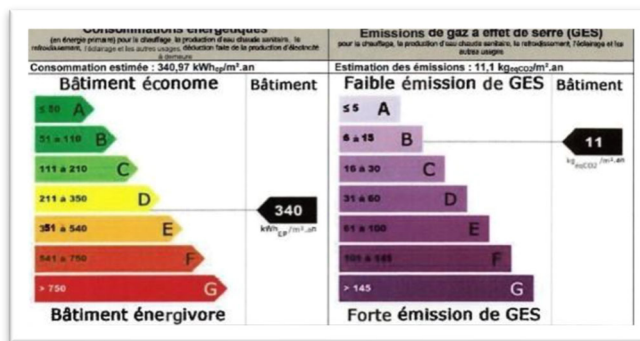 Consommations énergétiques
(en énergie primaire) pour le chauffage, la production d'eau chaude sanitaire, le
refroidissement, l'éclairage et les autres usages, déduction faite de la production d'électricité
à demeure
Consommation estimée : 340,97 kWhEP/m².an
Bâtiment économe
Bâtiment
≤ 50 A
51 à 110 B
111 à 210 C
211 à 350 D
351 à 540 E
541 à 750 F
> 750 G
340
kWhEP/m².an
Bâtiment énergivore
Émissions de gaz à effet de serre (GES)
pour le chauffage, la production d'eau chaude sanitaire, le refroidissement, l'éclairage et les
autres usages
Estimation des émissions : 11,1 kgeqCO2/m².an
Faible émission de GES
Bâtiment
≤ 5 A
6 à 15 B
16 à 30 C
31 à 60 D
61 à 100 E
101 à 145 F
> 145 G
11
kgeqCO2/m².an
Forte émission de GES